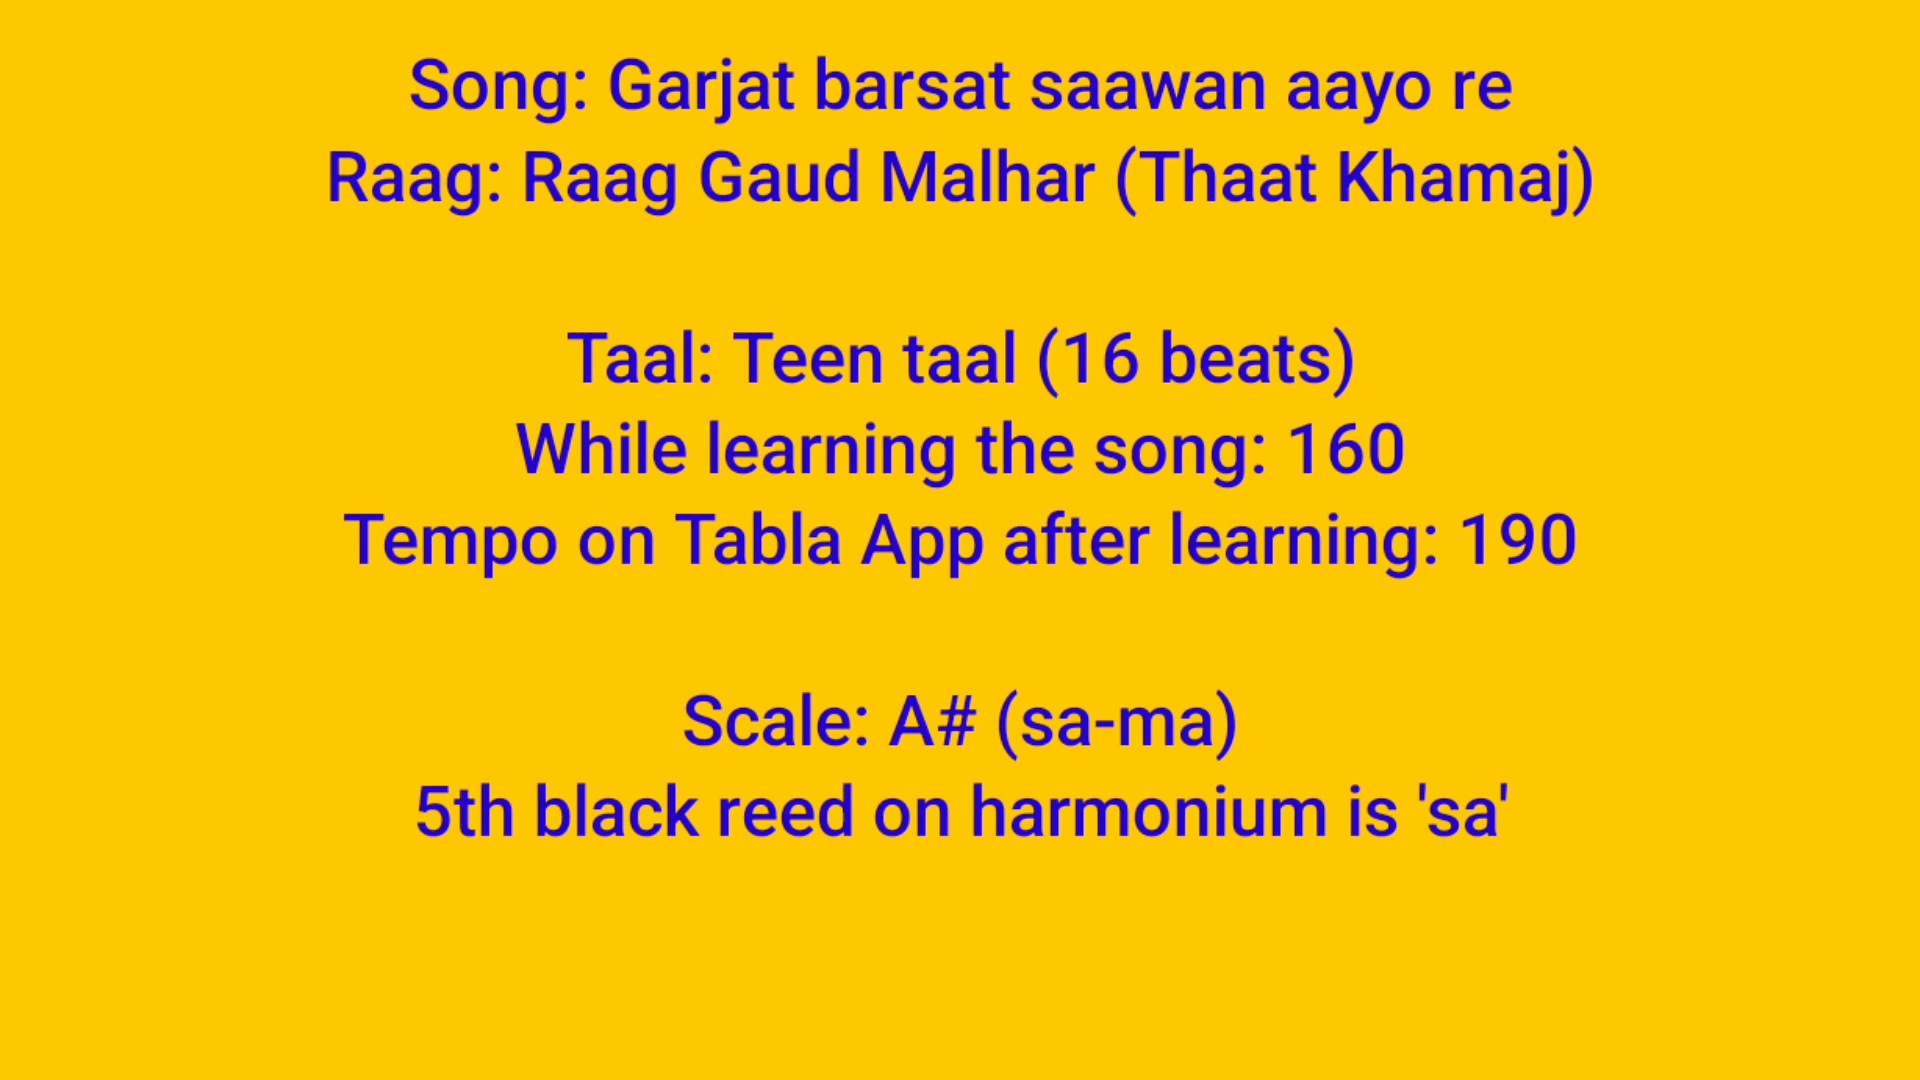 Song: Garjat barsat saawan aayo re
Raag: Raag Gaud Malhar (Thaat Khamaj)
Taal: Teen taal (16 beats)
While learning the song: 160
Tempo on Tabla App after learning: 190
Scale: A# (sa-ma)
5th black reed on harmonium is 'sa'